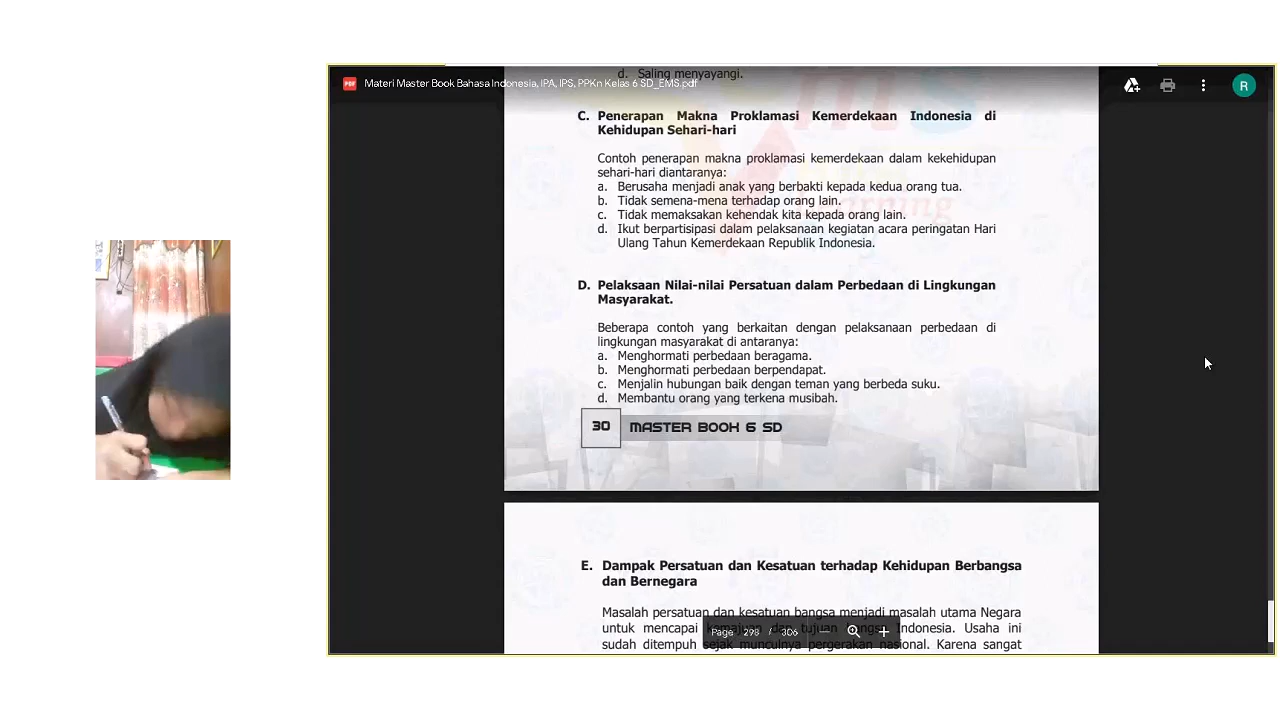 d. Saling menyayangi.
Materi Master Book Bahasa Indonesia, IPA, IPS, PPKn Kelas 6 SD_EMS.pdf
R
C. Penerapan Makna Proklamasi Kemerdekaan Indonesia di
Kehidupan Sehari-hari
Contoh penerapan makna proklamasi kemerdekaan dalam kekehidupan
sehari-hari diantaranya:
a. Berusaha menjadi anak yang berbakti kepada kedua orang tua.
b. Tidak semena-mena terhadap orang lain.
c. Tidak memaksakan kehendak kita kepada orang lain.
d. Ikut berpartisipasi dalam pelaksanaan kegiatan acara peringatan Hari
Ulang Tahun Kemerdekaan Republik Indonesia.
D. Pelaksaan Nilai-nilai Persatuan dalam Perbedaan di Lingkungan
Masyarakat.
Beberapa contoh yang berkaitan dengan pelaksanaan perbedaan di
lingkungan masyarakat di antaranya:
a. Menghormati perbedaan beragama.
b. Menghormati perbedaan berpendapat.
c. Menjalin hubungan baik dengan teman yang berbeda suku.
d. Membantu orang yang terkena musibah.
30 MASTER BOOK 6 SD
E. Dampak Persatuan dan Kesatuan terhadap Kehidupan Berbangsa
dan Bernegara
Masalah persatuan dan kesatuan bangsa menjadi masalah utama Negara
untuk mencapai kemajuan dan tujuan bangsa Indonesia. Usaha ini
Page 298 / 306
sudah ditempuh sejak munculnya pergerakan nasional. Karena sangat